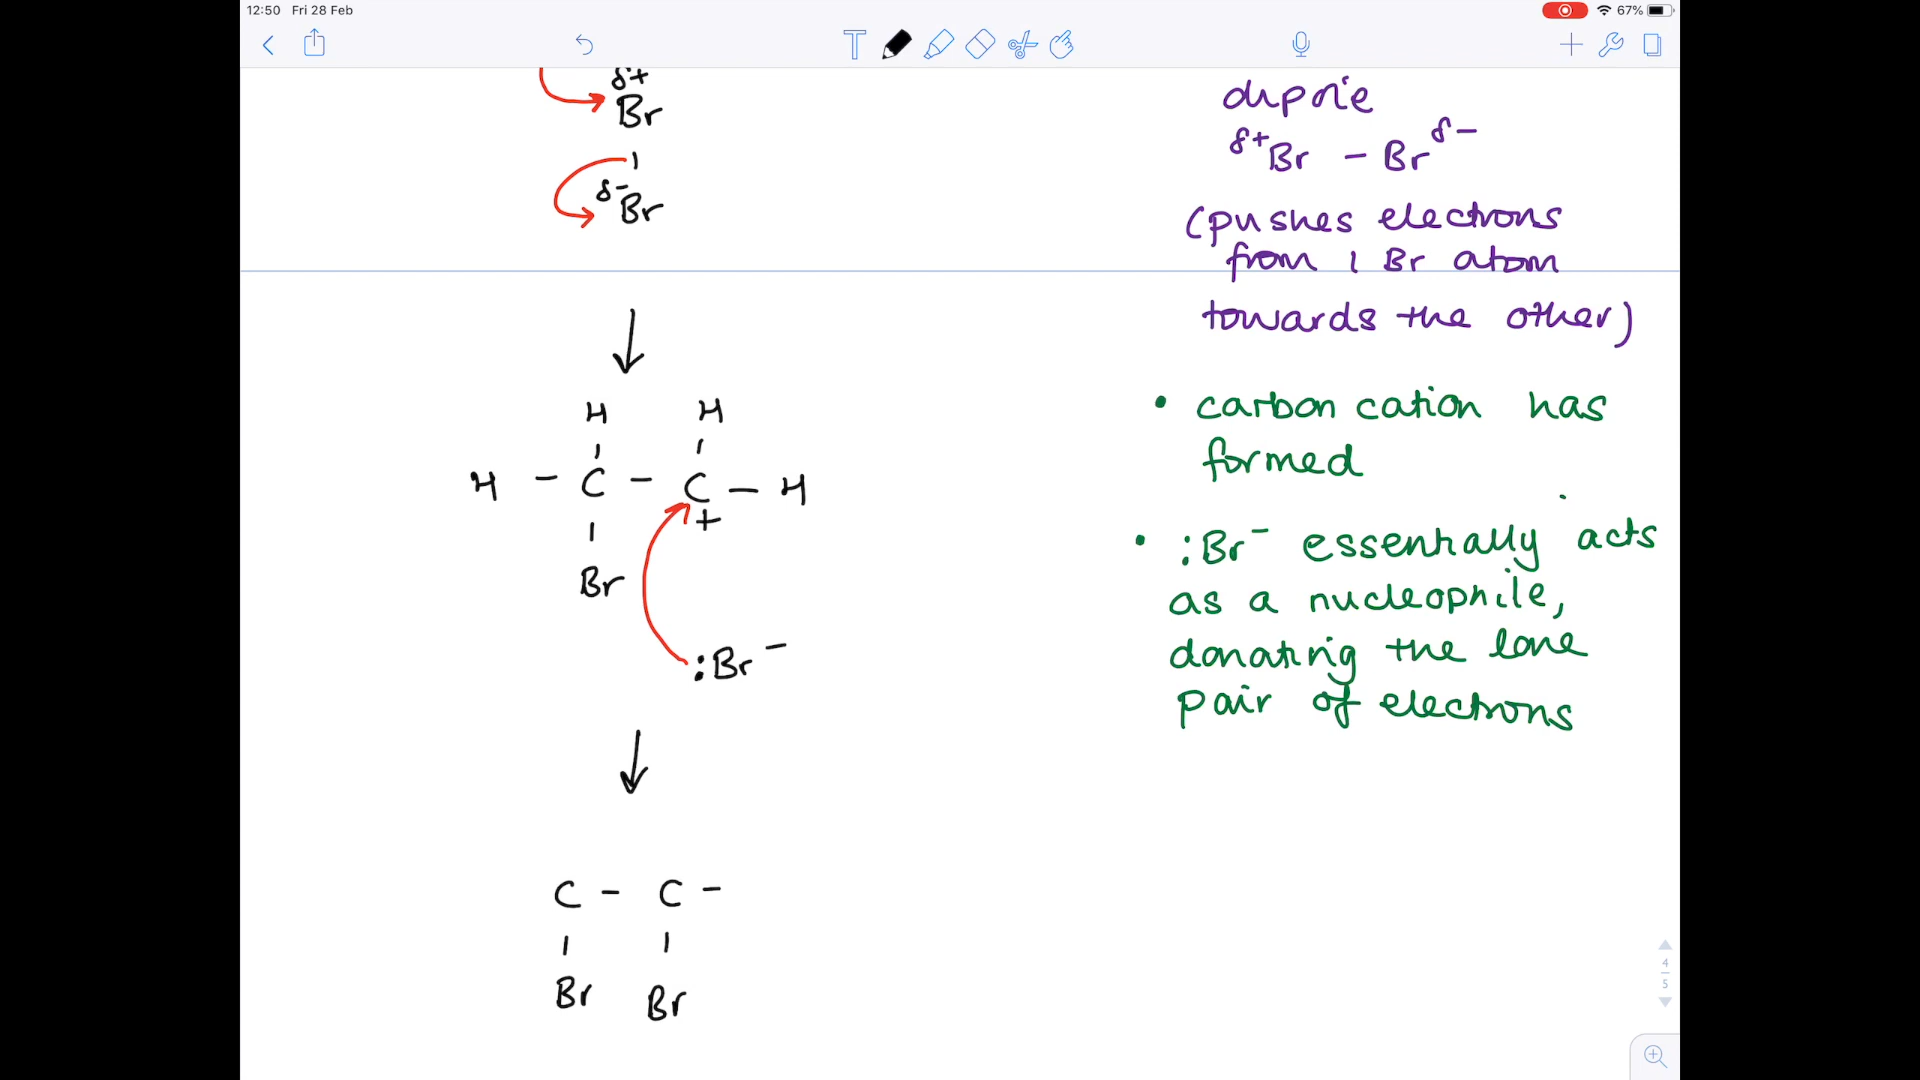 12:50 Fri 28 Feb
67%
T
δ+
Br
δ-
Br
dipole
δ+Br - Brδ-
(pushes electrons
from 1 Br atom
towards the other)
H H
H - C - C - H
+
Br
:Br-
• carbon cation has
formed
• :Br- essentially acts
as a nucleophile,
donating the lone
pair of electrons
C - C -
Br Br
4
5